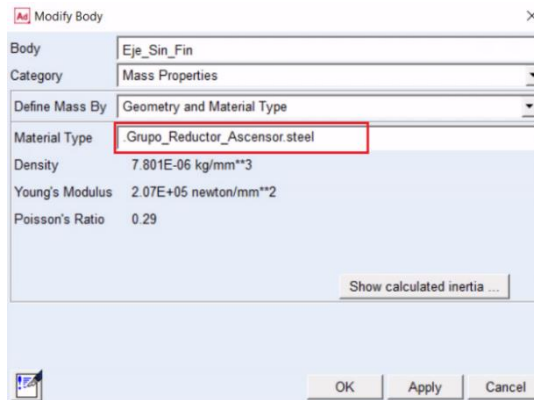 Ad Modify Body
Body Eje_Sin_Fin
Category Mass Properties
Define Mass By Geometry and Material Type
Material Type .Grupo_Reductor_Ascensor.steel
Density 7.801E-06 kg/mm**3
Young's Modulus 2.07E+05 newton/mm**2
Poisson's Ratio 0.29
Show calculated inertia ...
OK Apply Cancel